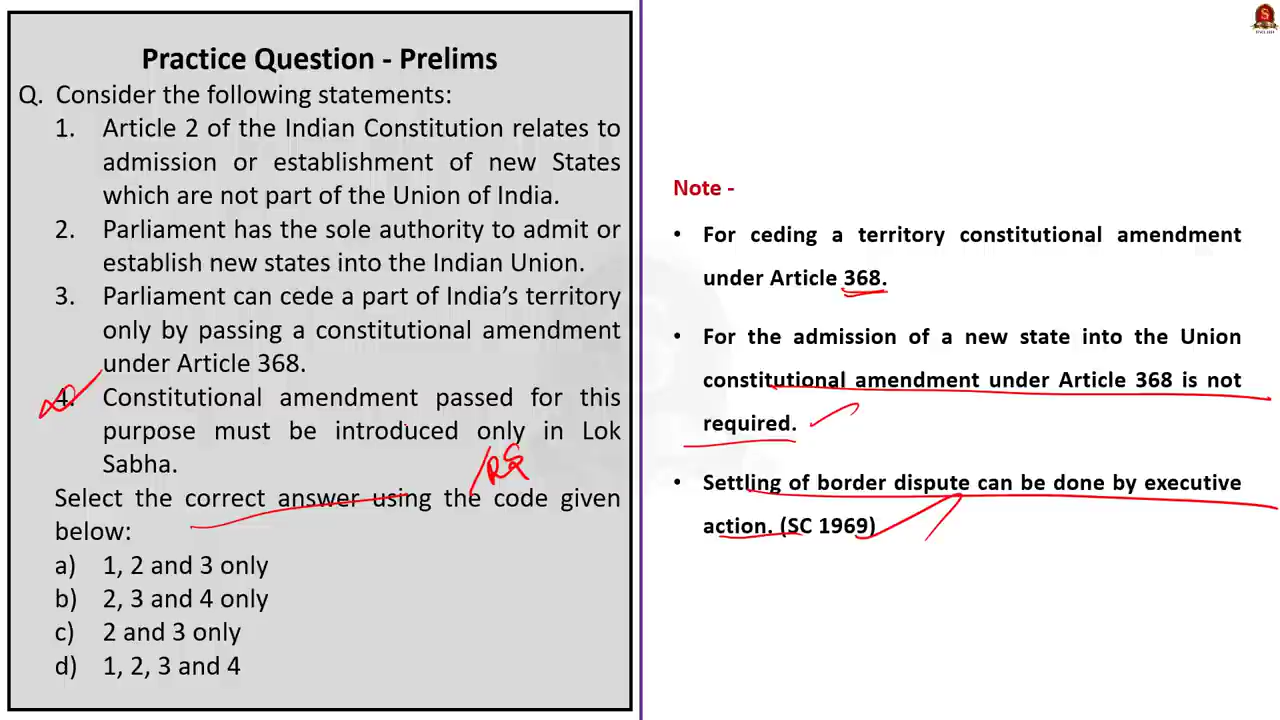 Practice Question - Prelims
Q. Consider the following statements:
1. Article 2 of the Indian Constitution relates to
admission or establishment of new States
which are not part of the Union of India.
2. Parliament has the sole authority to admit or
establish new states into the Indian Union.
3. Parliament can cede a part of India's territory
only by passing a constitutional amendment
under Article 368.
4. Constitutional amendment passed for this
purpose must be introduced only in Lok
Sabha.
/RS
Select the correct answer using the code given
below:
a) 1, 2 and 3 only
b) 2, 3 and 4 only
c) 2 and 3 only
d) 1, 2, 3 and 4
Note -
• For ceding a territory constitutional amendment
under Article 368.
• For the admission of a new state into the Union
constitutional amendment under Article 368 is not
required.
• Settling of border dispute can be done by executive
action. (SC 1969)